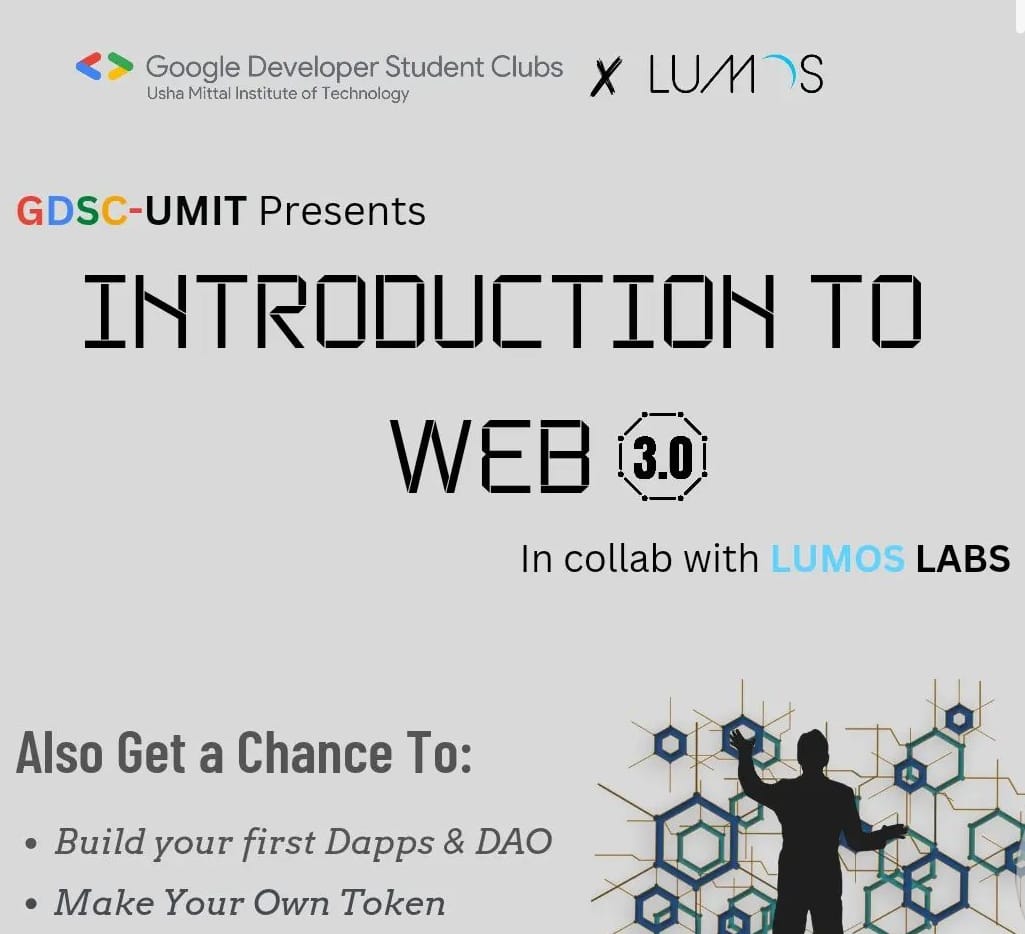 Google Developer Student Clubs X LUMOS
Usha Mittal Institute of Technology
GDSC-UMIT Presents
INTRODUCTION TO
WEB 3.0
In collab with LUMOS LABS
Also Get a Chance To:
• Build your first Dapps & DAO
• Make Your Own Token